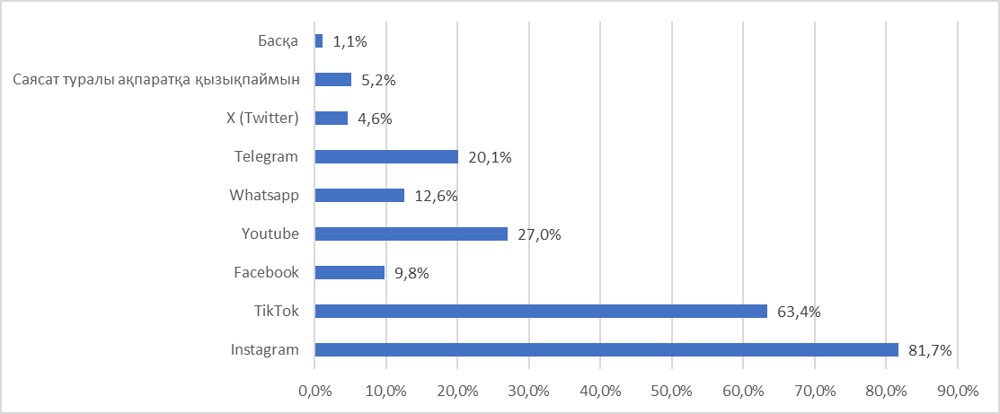 Басқа 1,1%
Саясат туралы ақпаратқа қызықпаймын 5,2%
X (Twitter) 4,6%
Telegram 20,1%
Whatsapp 12,6%
Youtube 27,0%
Facebook 9,8%
TikTok 63,4%
Instagram 81,7%
0,0% 10,0% 20,0% 30,0% 40,0% 50,0% 60,0% 70,0% 80,0% 90,0%